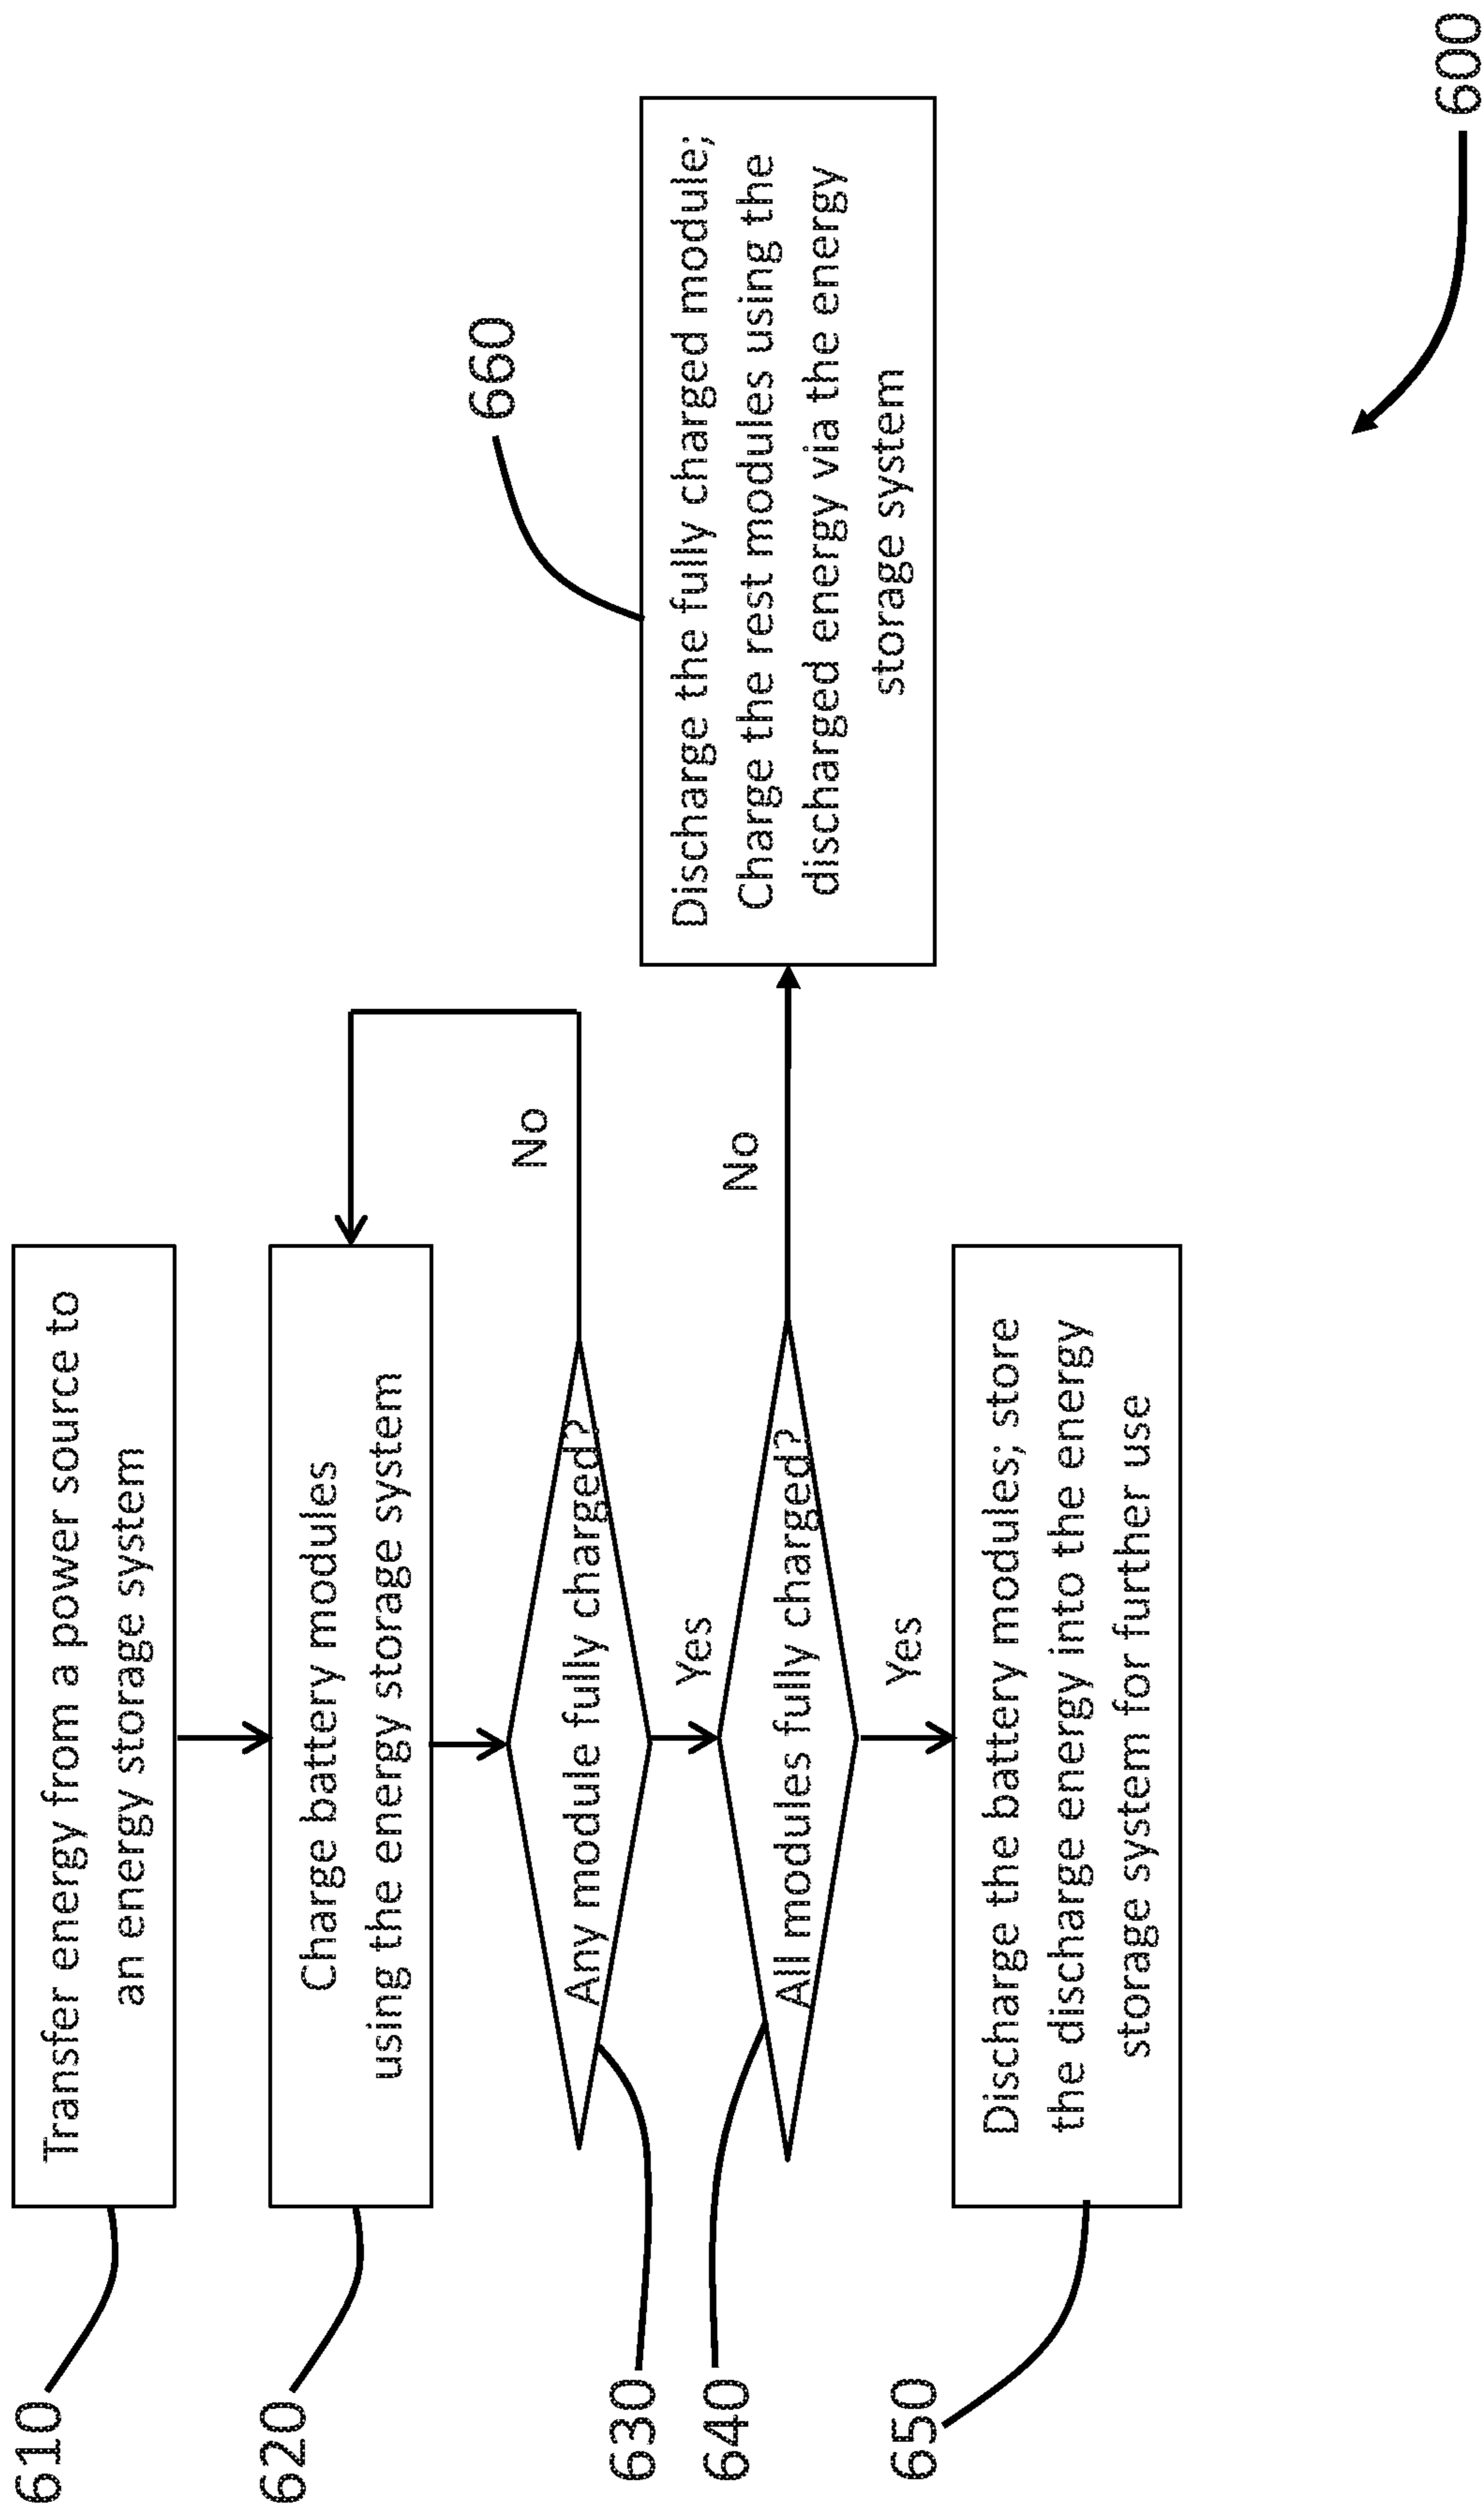 610
Transfer energy from a power source to
an energy storage system
620
Charge battery modules
using the energy storage system
No
630
Any module fully charged?
Yes
640
All modules fully charged?
No
Yes
660
Discharge the fully charged module;
Charge the rest modules using the
discharged energy via the energy
storage system
650
Discharge the battery modules; store
the discharge energy into the energy
storage system for further use
600